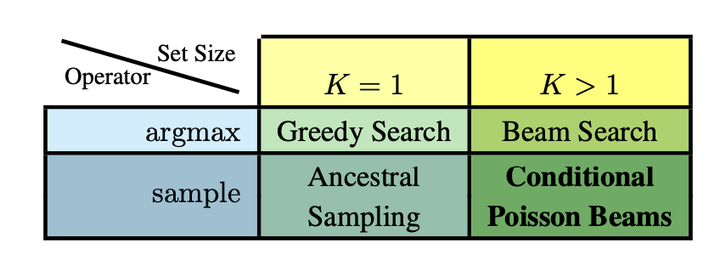 Set Size
Operator
K = 1
K > 1
argmax
Greedy Search
Beam Search
sample
Ancestral
Sampling
Conditional
Poisson Beams